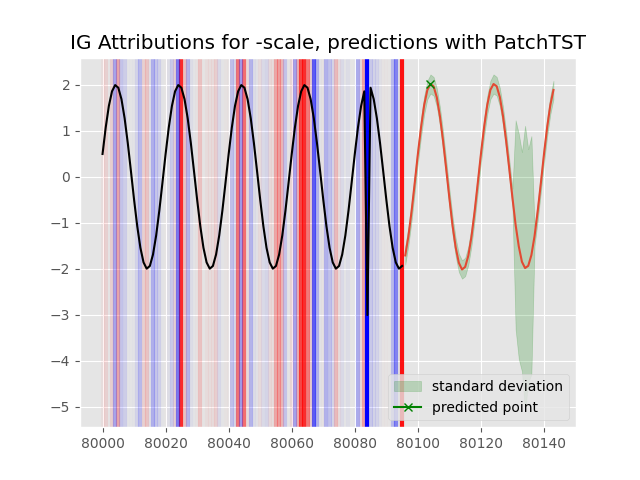 IG Attributions for -scale, predictions with PatchTST
2
1
0
−1
−2
−3
−4
−5
standard deviation
predicted point
80000 80020 80040 80060 80080 80100 80120 80140